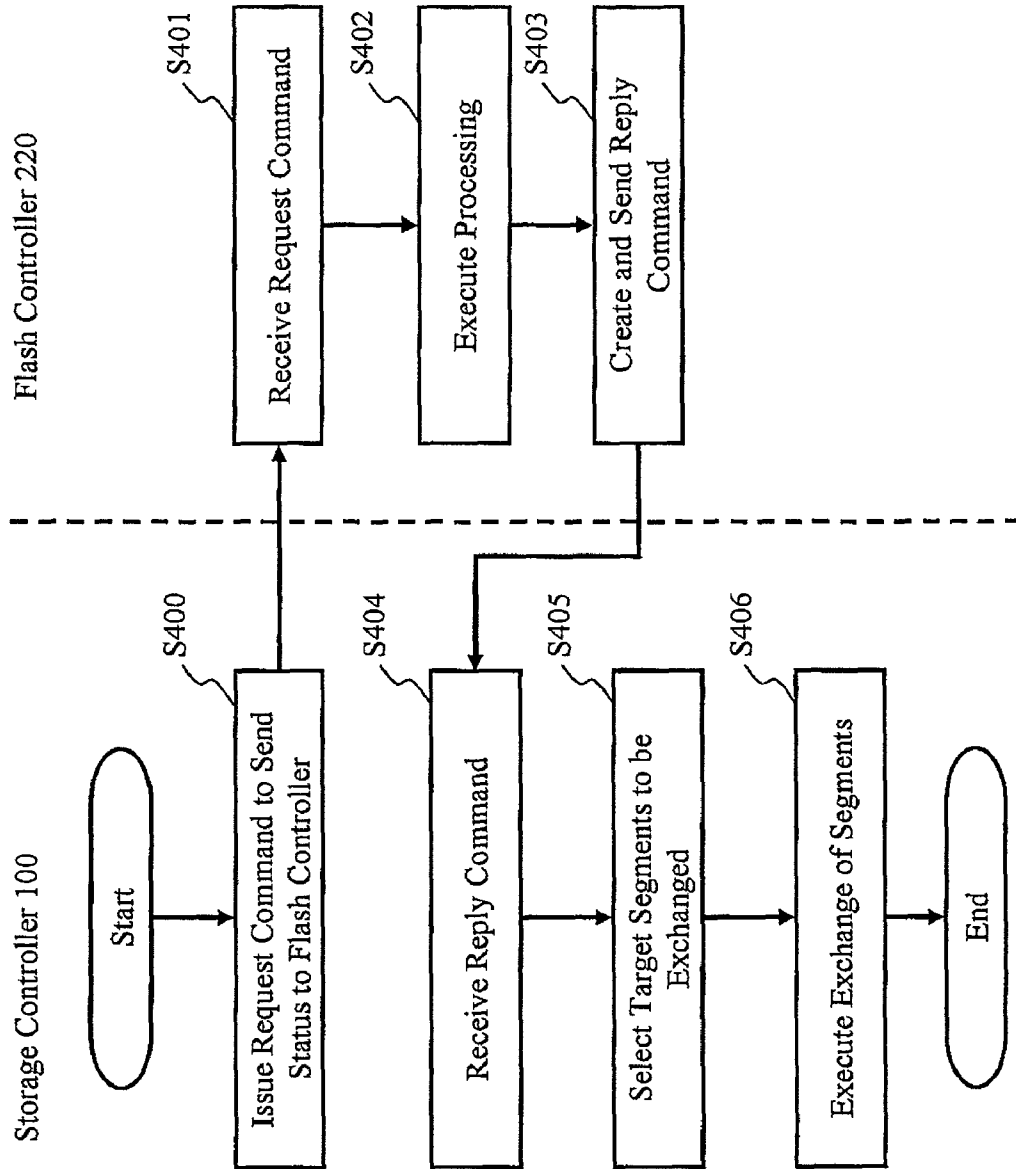 Storage Controller 100
Start
S400
Issue Request Command to Send
Status to Flash Controller
S404
Receive Reply Command
S405
Select Target Segments to be
Exchanged
S406
Execute Exchange of Segments
End
Flash Controller 220
S401
Receive Request Command
S402
Execute Processing
S403
Create and Send Reply
Command